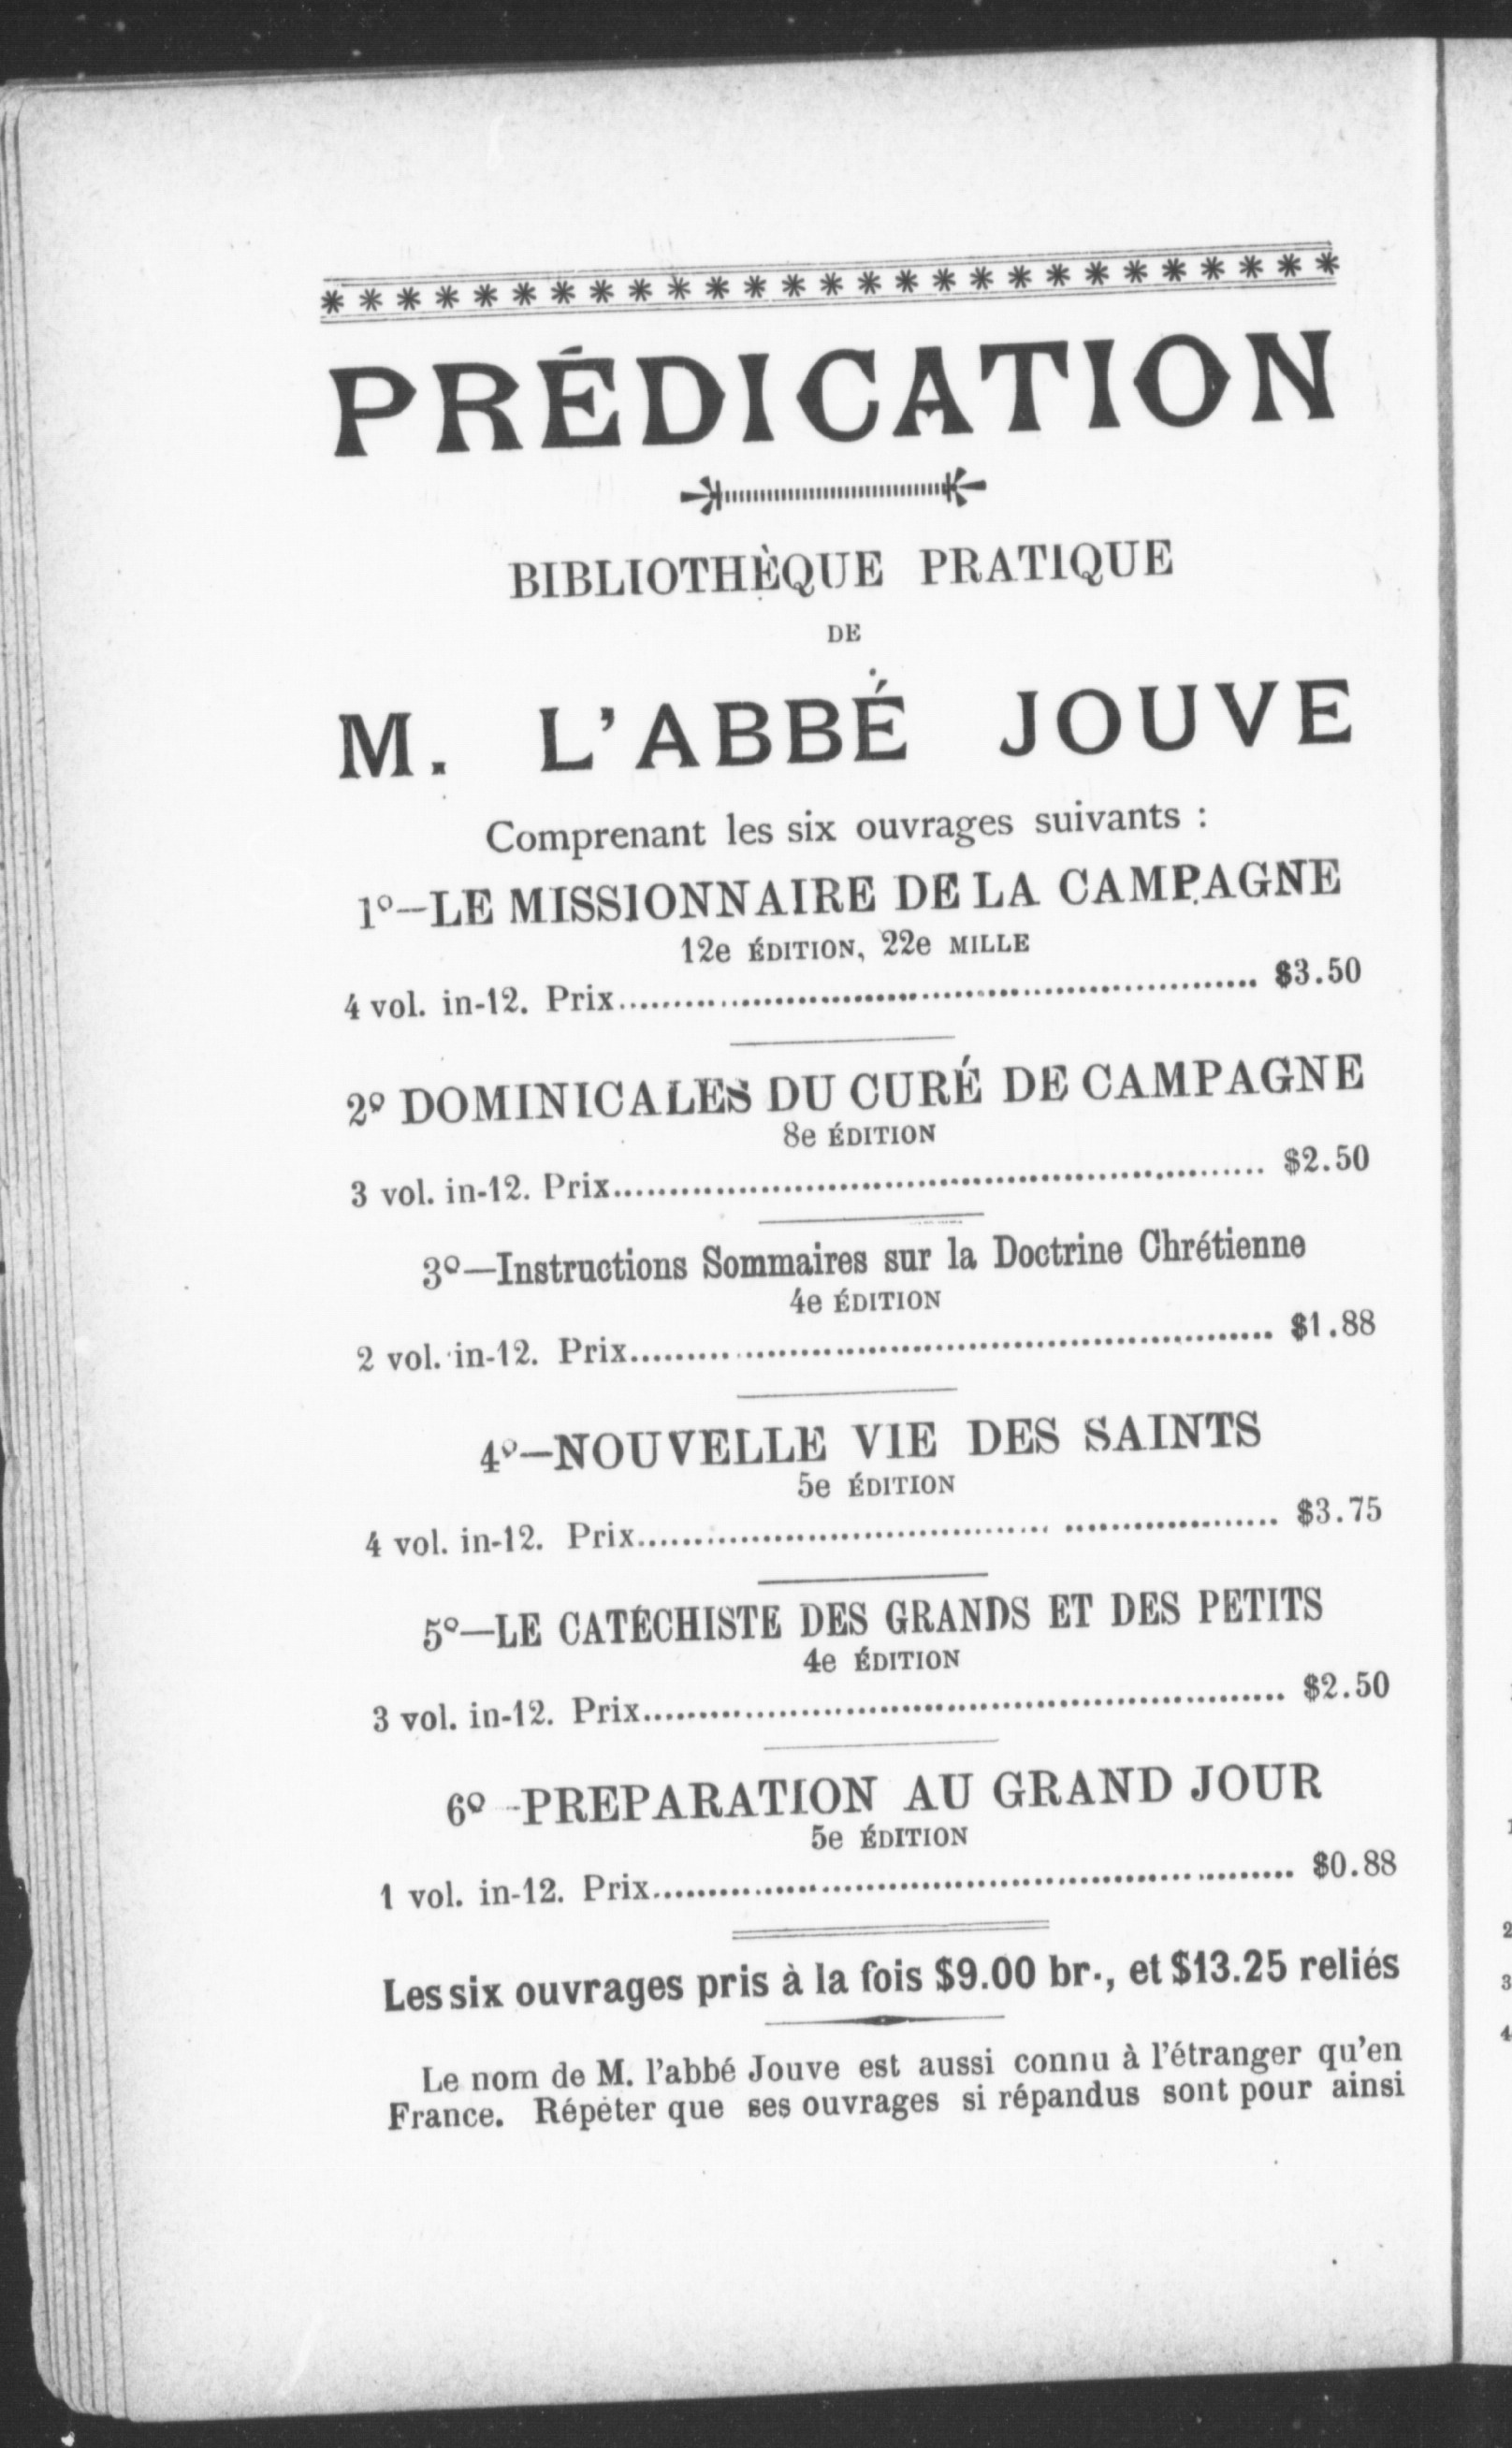 PRÉDICATION
BIBLIOTHÈQUE PRATIQUE
DE
M. L'ABBÉ JOUVE
Comprenant les six ouvrages suivants :
1º—LE MISSIONNAIRE DE LA CAMPAGNE
12e ÉDITION, 22e MILLE
4 vol. in-12. Prix.......................................................... $3.50
2º DOMINICALES DU CURÉ DE CAMPAGNE
8e ÉDITION
3 vol. in-12. Prix.......................................................... $2.50
3º—Instructions Sommaires sur la Doctrine Chrétienne
4e ÉDITION
2 vol. in-12. Prix.......................................................... $1.88
4º—NOUVELLE VIE DES SAINTS
5e ÉDITION
4 vol. in-12. Prix.......................................................... $3.75
5º—LE CATÉCHISTE DES GRANDS ET DES PETITS
4e ÉDITION
3 vol. in-12. Prix.......................................................... $2.50
6º -PREPARATION AU GRAND JOUR
5e ÉDITION
1 vol. in-12. Prix.......................................................... $0.88
Les six ouvrages pris à la fois $9.00 br., et $13.25 reliés
Le nom de M. l'abbé Jouve est aussi connu à l'étranger qu'en
France. Répéter que ses ouvrages si répandus sont pour ainsi
2
3
4